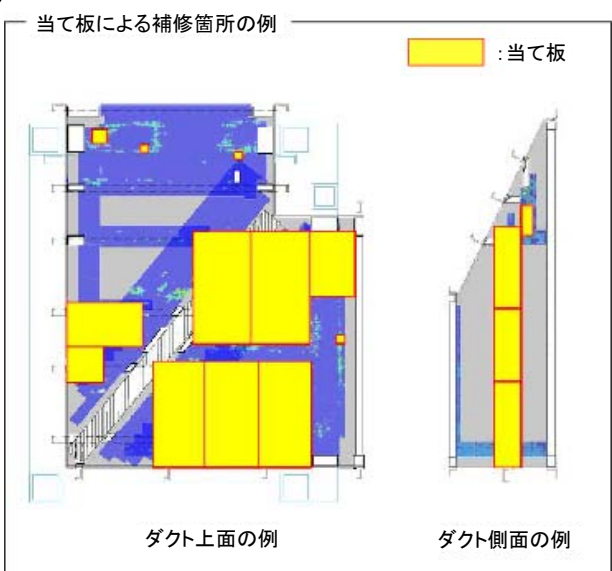 当て板による補修箇所の例
:当て板
ダクト上面の例
ダクト側面の例